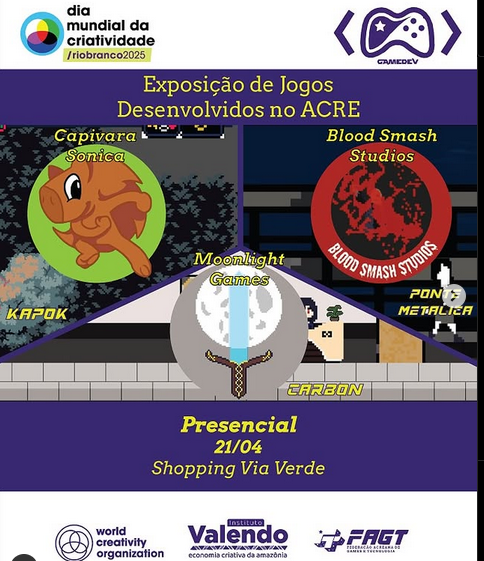 dia
mundial da
criatividade
/riobranco2025
GAMEDEV
Exposição de Jogos
Desenvolvidos no ACRE
Capivara
Sonica
Blood Smash
Studios
BLOOD SMASH STUDIOS
Moonlight
Games
KAPOK
PONTE
METALICA
CARBON
Presencial
21/04
Shopping Via Verde
world
creativity
organization
Instituto
Valendo
economia criativa da amazônia
FAGT
FEDERAÇÃO ACREANA DE
GAMES E TECNOLOGIA